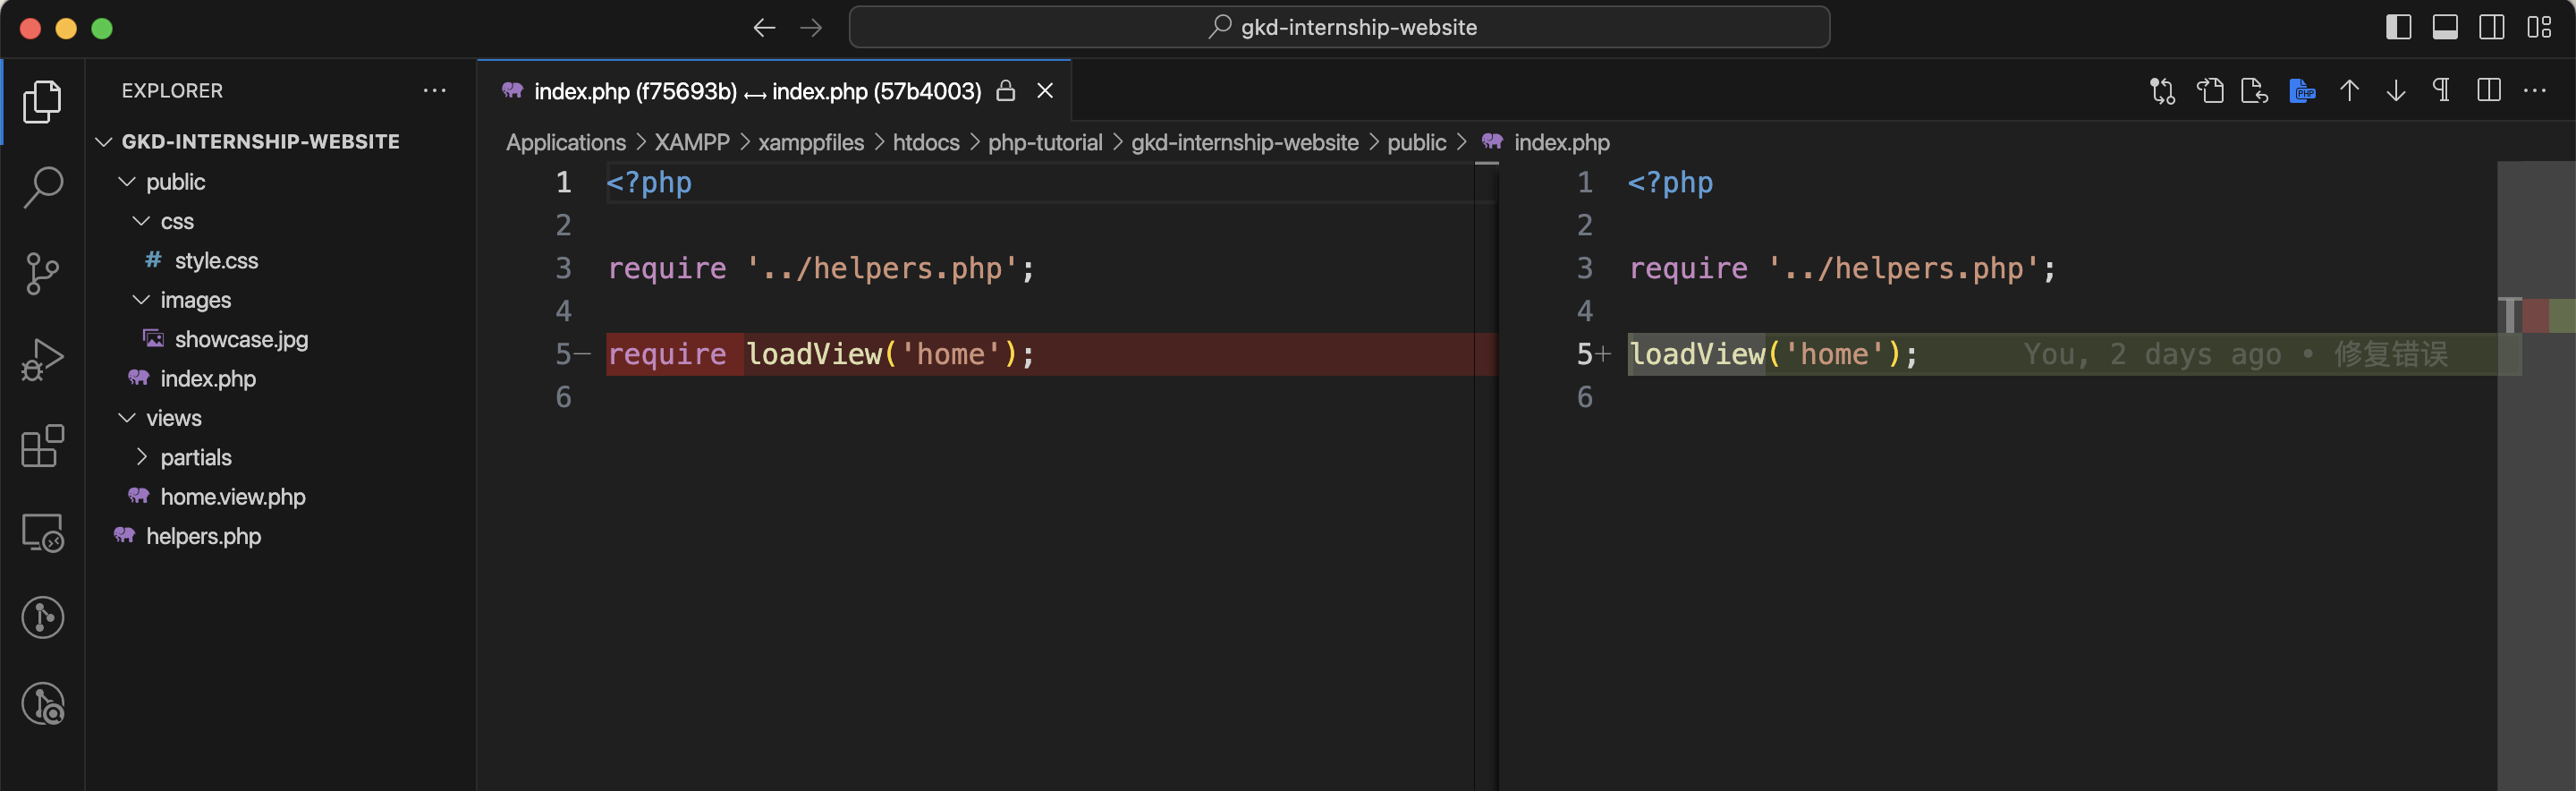 gkd-internship-website
EXPLORER
GKD-INTERNSHIP-WEBSITE
public
css
# style.css
images
showcase.jpg
index.php
views
partials
home.view.php
helpers.php
index.php (f75693b) ⟷ index.php (57b4003)
PHP
Applications > XAMPP > xamppfiles > htdocs > php-tutorial > gkd-internship-website > public > index.php
1 <?php
2
3 require '../helpers.php';
4
5− require loadView('home');
6
1 <?php
2
3 require '../helpers.php';
4
5+ loadView('home'); You, 2 days ago • 修复错误
6